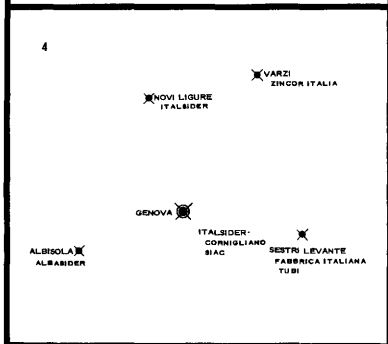 4
VARZI
ZINCOR ITALIA
NOVI LIGURE
ITALSIDER
GENOVA
ITALSIDER-
CORNIGLIANO
SIAC
SESTRI LEVANTE
FABBRICA ITALIANA
TUBI
ALBISOLA
ALBASIDER